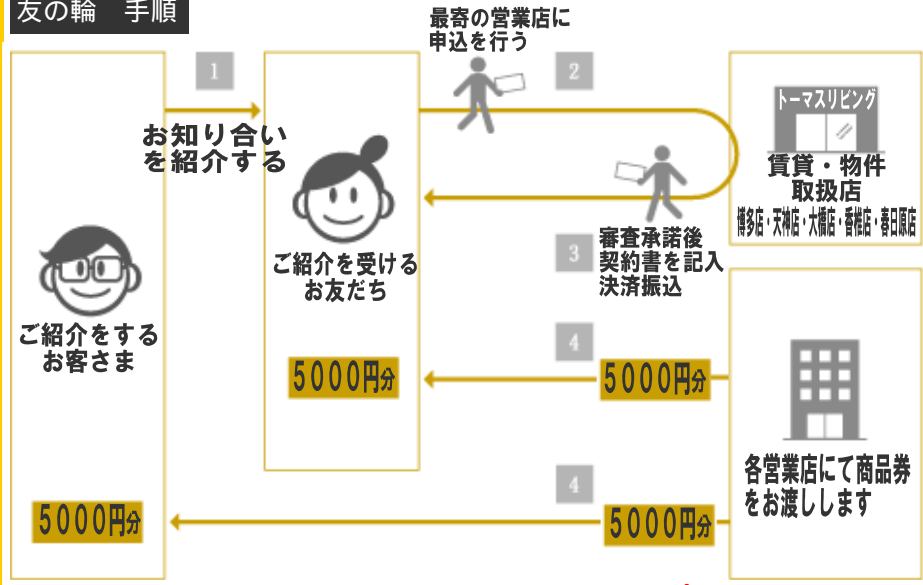 友の輪　手順
1
お知り合い
を紹介する
最寄の営業店に
申込を行う
2
トーマスリビング
賃貸・物件
取扱店
博多店・天神店・大橋店・香椎店・春日原店
ご紹介をする
お客さま
ご紹介を受ける
お友だち
3
審査承諾後
契約書を記入
決済振込
4
5000円分
5000円分
各営業店にて商品券
をお渡しします
4
5000円分
5000円分